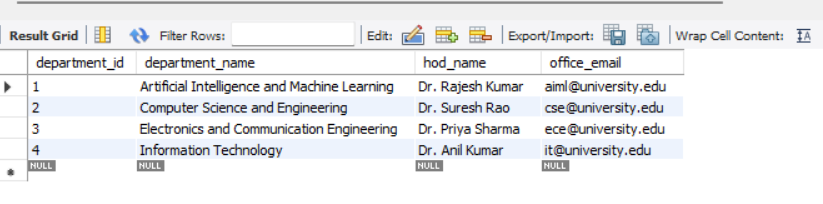 Result Grid Filter Rows: Edit: Export/Import: Wrap Cell Content: IA
department_id department_name hod_name office_email
1 Artificial Intelligence and Machine Learning Dr. Rajesh Kumar aiml@university.edu
2 Computer Science and Engineering Dr. Suresh Rao cse@university.edu
3 Electronics and Communication Engineering Dr. Priya Sharma ece@university.edu
4 Information Technology Dr. Anil Kumar it@university.edu
NULL NULL NULL NULL